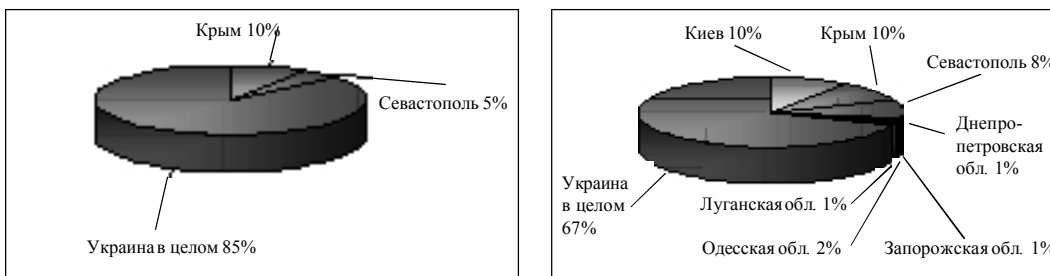 Крым 10%
Севастополь 5%
Украина в целом 85%
Киев 10%
Крым 10%
Севастополь 8%
Днепро-
петровская
обл. 1%
Украина
в целом
67%
Луганская обл. 1%
Одесская обл. 2%
Запорожская обл. 1%